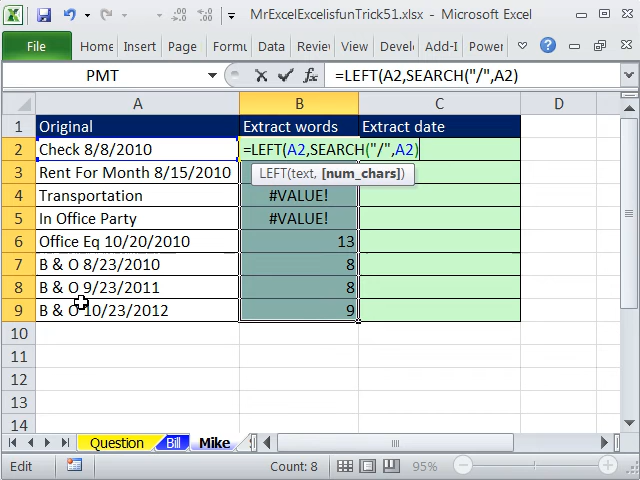 MrExcelExcelisfunTrick51.xlsx - Microsoft Excel
File Home Insert Page Formu Data Revie View Devel Add-I Power
PMT fx =LEFT(A2,SEARCH("/",A2)
A B C D
1 Original Extract words Extract date
2 Check 8/8/2010 =LEFT(A2,SEARCH("/",A2)
3 Rent For Month 8/15/2010
LEFT(text, [num_chars])
4 Transportation #VALUE!
5 In Office Party #VALUE!
6 Office Eq 10/20/2010 13
7 B & O 8/23/2010 8
8 B & O 9/23/2011 8
9 B & O 10/23/2012 9
10
11
12
13
14
Question Bill Mike
Edit Count: 8 95%